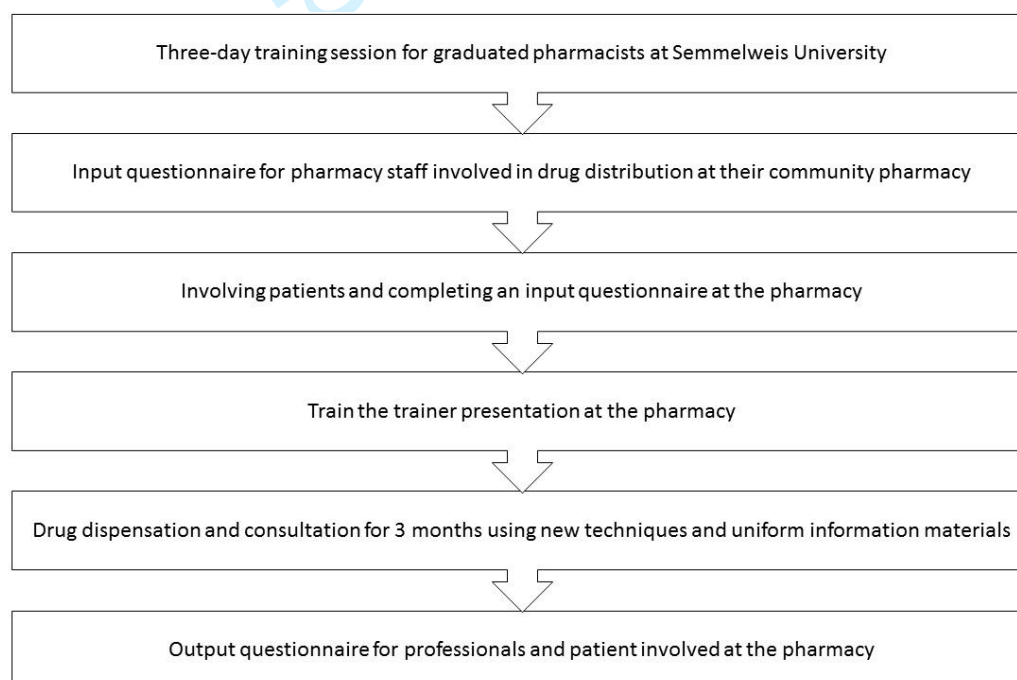 Three-day training session for graduated pharmacists at Semmelweis University
Input questionnaire for pharmacy staff involved in drug distribution at their community pharmacy
Involving patients and completing an input questionnaire at the pharmacy
Train the trainer presentation at the pharmacy
Drug dispensation and consultation for 3 months using new techniques and uniform information materials
Output questionnaire for professionals and patient involved at the pharmacy